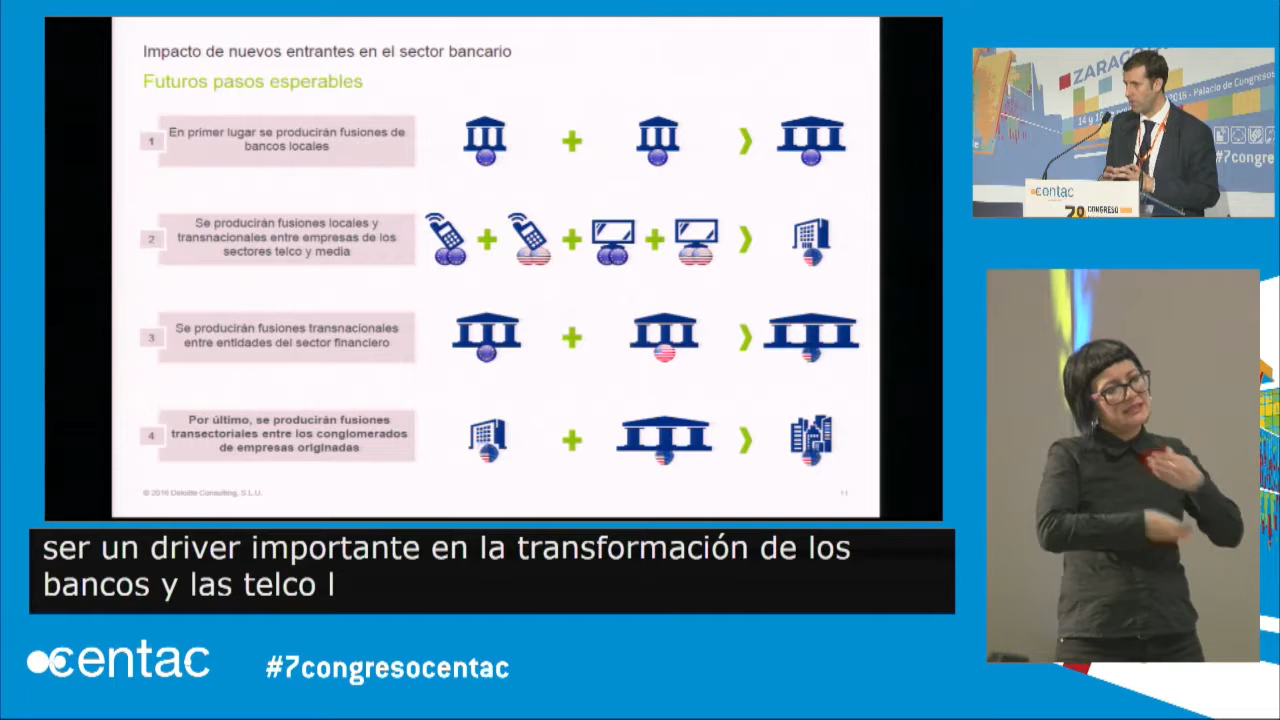 Impacto de nuevos entrantes en el sector bancario
Futuros pasos esperables
1
En primer lugar se producirán fusiones de
bancos locales
2
Se producirán fusiones locales y
transnacionales entre empresas de los
sectores telco y media
3
Se producirán fusiones transnacionales
entre entidades del sector financiero
4
Por último, se producirán fusiones
transectoriales entre los conglomerados
de empresas originadas
© 2016 Deloitte Consulting, S.L.U.
11
ZARAG
2016 - Palacio de Congresos
#7congre
centac
7º CONGRESO
ser un driver importante en la transformación de los
bancos y las telco l
centac
#7congresocentac